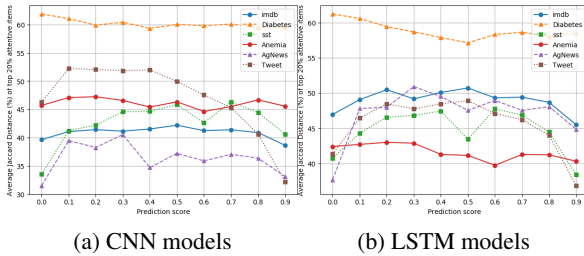 Average Jaccard Distance (%) of top 20% attentive items
60
55
50
45
40
35
30
0.0 0.1 0.2 0.3 0.4 0.5 0.6 0.7 0.8 0.9
Prediction score
imdb
Diabetes
sst
Anemia
AgNews
Tweet
(a) CNN models
Average Jaccard Distance (%) of top 20% attentive items
60
55
50
45
40
0.0 0.1 0.2 0.3 0.4 0.5 0.6 0.7 0.8 0.9
Prediction score
imdb
Diabetes
sst
Anemia
AgNews
Tweet
(b) LSTM models